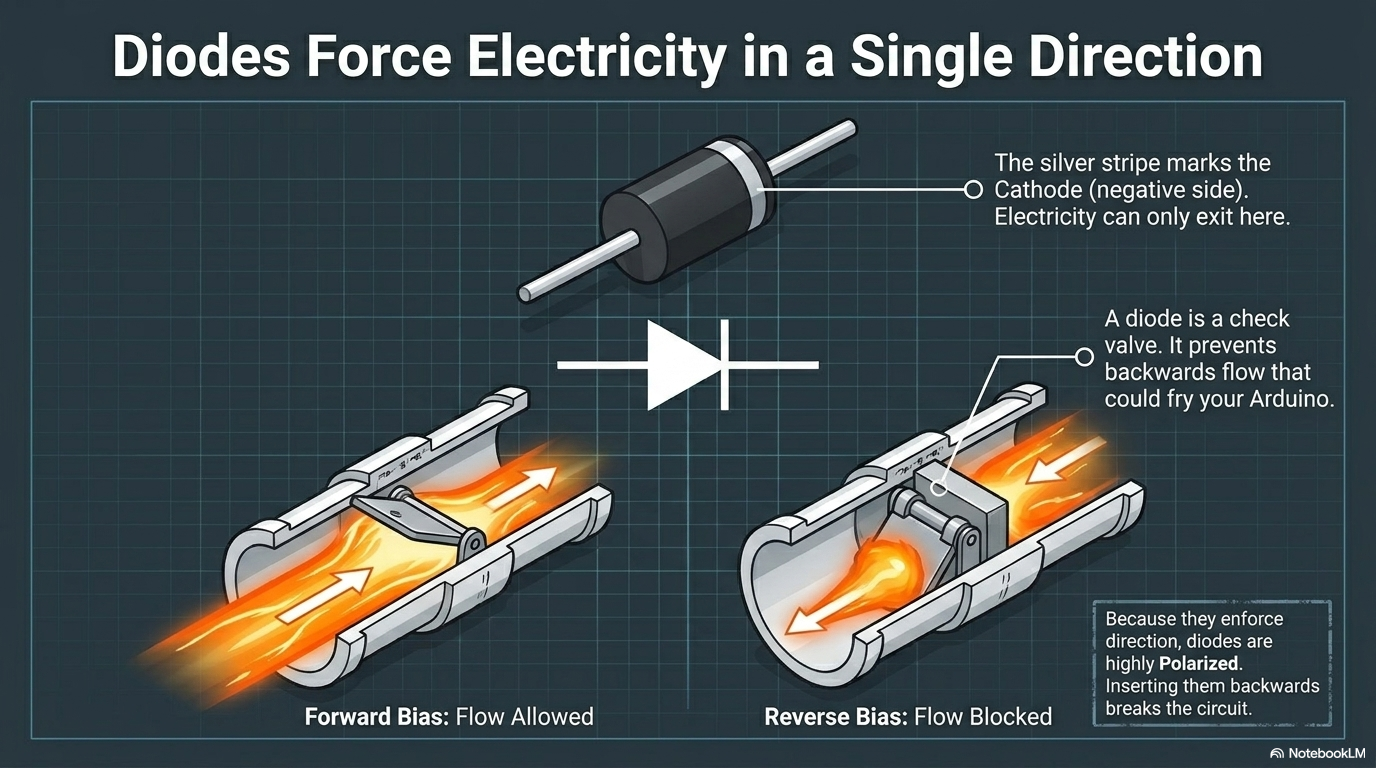 Diodes Force Electricity in a Single Direction
The silver stripe marks the
Cathode (negative side).
Electricity can only exit here.
A diode is a check
valve. It prevents
backwards flow that
could fry your Arduino.
Forward Bias: Flow Allowed
Reverse Bias: Flow Blocked
Because they enforce
direction, diodes are
highly Polarized.
Inserting them backwards
breaks the circuit.
NotebookLM